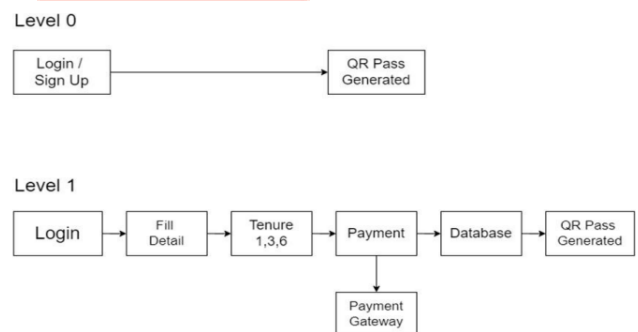 Level 0
Login /
Sign Up
QR Pass
Generated
Level 1
Login
Fill
Detail
Tenure
1,3,6
Payment
Database
QR Pass
Generated
Payment
Gateway